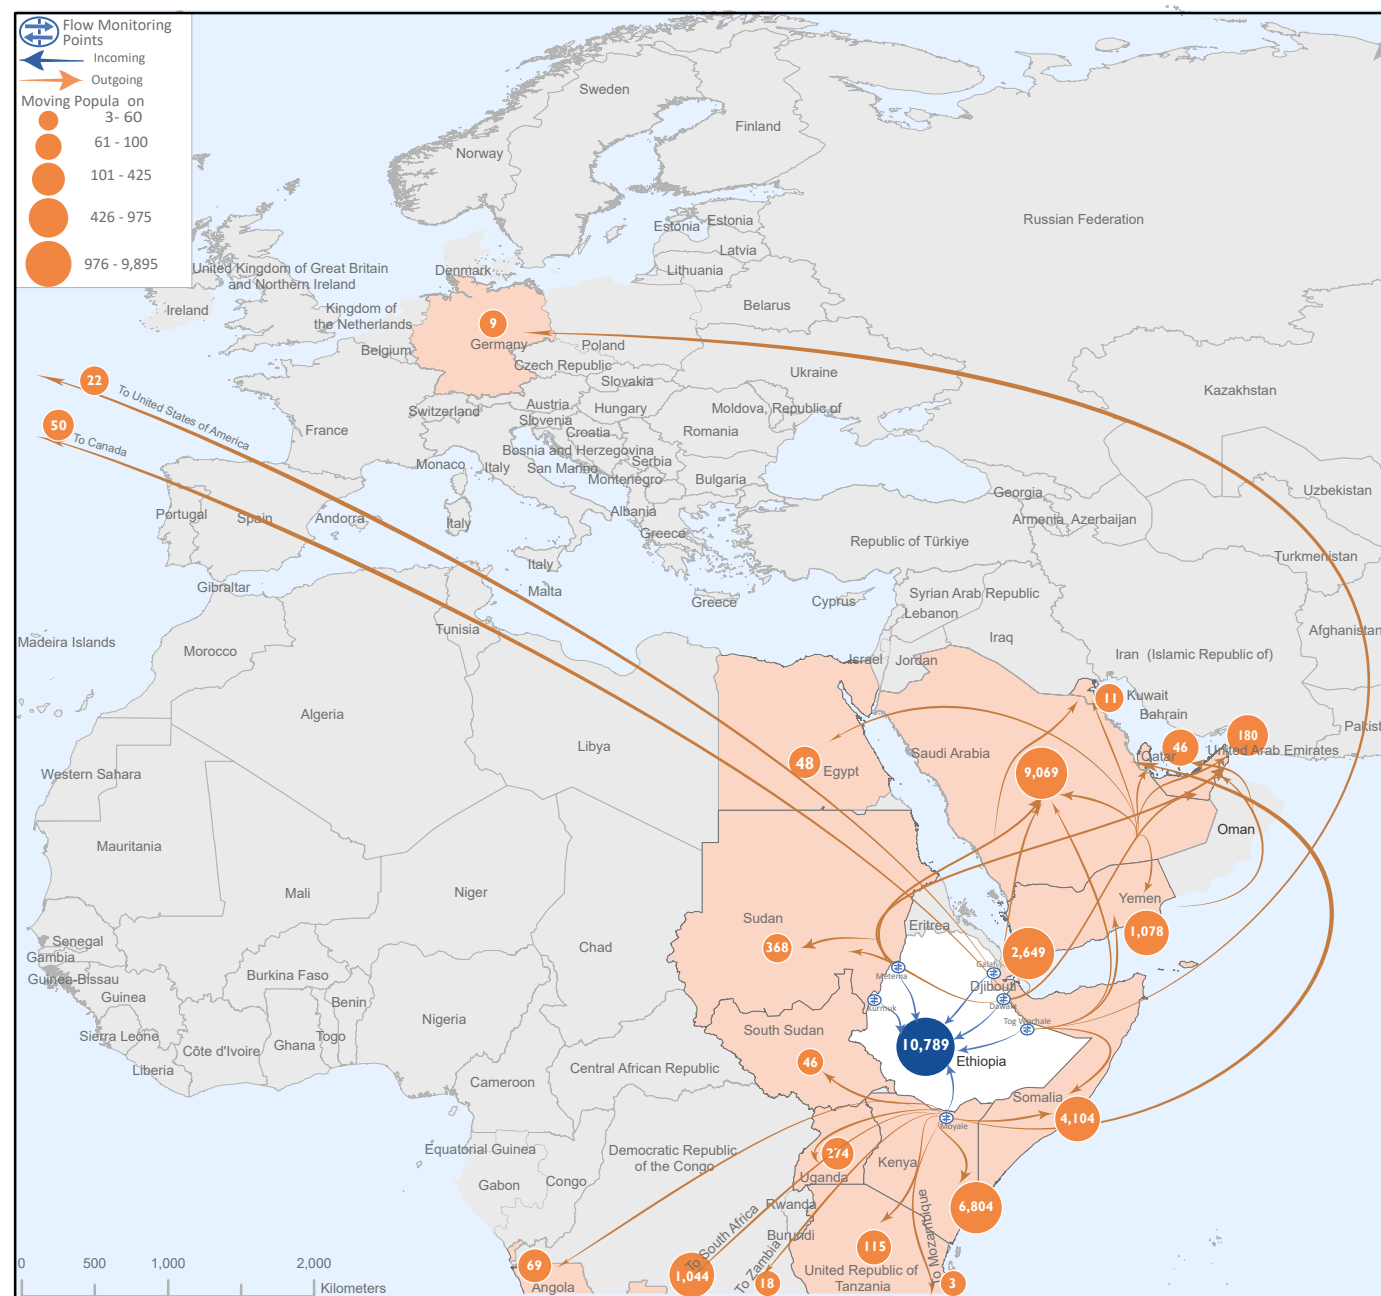 Flow Monitoring
Points
Incoming
Outgoing
Moving Popula on
3- 60
61 - 100
101 - 425
426 - 975
976 - 9,895
Sweden
Finland
Norway
Russian Federation
Estonia
Estonia
Latvia
Lithuania
Denmark
United Kingdom of Great Britain
and Northern Ireland
Ireland
Kingdom of
the Netherlands
Belarus
9
Germany
Poland
Belgium
Czech Republic
Ukraine
Slovakia
22
To United States of America
Kazakhstan
Austria
Hungary
Moldova, Republic of
Switzerland
Slovenia
50
To Canada
France
Croatia
Romania
Bosnia and Herzegovina
Monaco
Italy
San Marino
Serbia
Montenegro
Bulgaria
Georgia
Uzbekistan
Portugal
Spain
Andorra
Italy
Albania
Armenia
Azerbaijan
Greece
Republic of Türkiye
Turkmenistan
Italy
Gibraltar
Malta
Greece
Cyprus
Syrian Arab Republic
Lebanon
Tunisia
Madeira Islands
Morocco
Iraq
Afghanistan
Israel
Jordan
Iran (Islamic Republic of)
11
Kuwait
Algeria
Bahrain
Pakist
Libya
Saudi Arabia
46
180
Qatar
United Arab Emirates
48
Egypt
9,069
Western Sahara
Oman
Mauritania
Mali
Niger
Yemen
Sudan
Eritrea
1,078
Senegal
Chad
368
2,649
Gambia
Guinea-Bissau
Burkina Faso
Metema
Galafi
Guinea
Benin
Djibouti
Kurmuk
Dawale
Nigeria
Tog Wochale
Sierra Leone
Côte d'Ivoire
Ghana
Togo
South Sudan
10,789
Ethiopia
Liberia
Cameroon
Central African Republic
46
Somalia
4,104
Moyale
Equatorial Guinea
Democratic Republic
of the Congo
274
Kenya
Gabon
Congo
Uganda
Rwanda
6,804
To South Africa
Burundi
To Mozambique
To Zambia
115
69
1,044
18
United Republic of
Tanzania
3
Angola
0 500 1,000 2,000
Kilometers